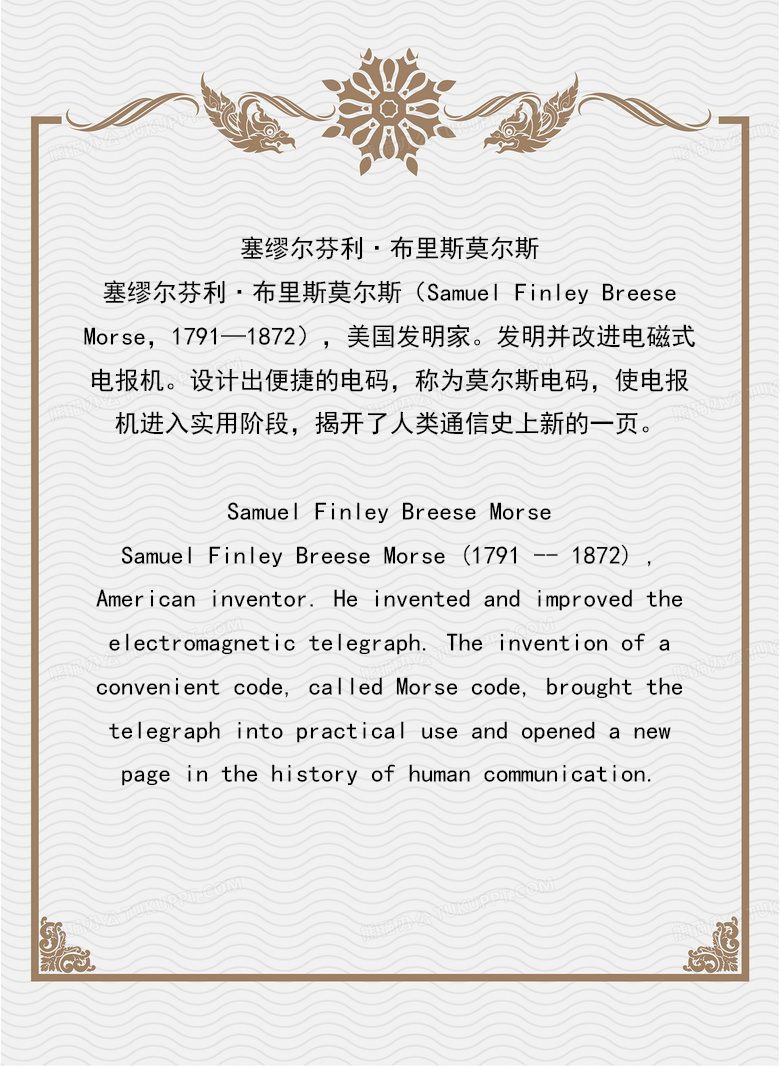 塞缪尔芬利·布里斯莫尔斯
塞缪尔芬利·布里斯莫尔斯（Samuel Finley Breese
Morse，1791—1872），美国发明家。发明并改进电磁式
电报机。设计出便捷的电码，称为莫尔斯电码，使电报
机进入实用阶段，揭开了人类通信史上新的一页。
Samuel Finley Breese Morse
Samuel Finley Breese Morse (1791 -- 1872) ,
American inventor. He invented and improved the
electromagnetic telegraph. The invention of a
convenient code, called Morse code, brought the
telegraph into practical use and opened a new
page in the history of human communication.